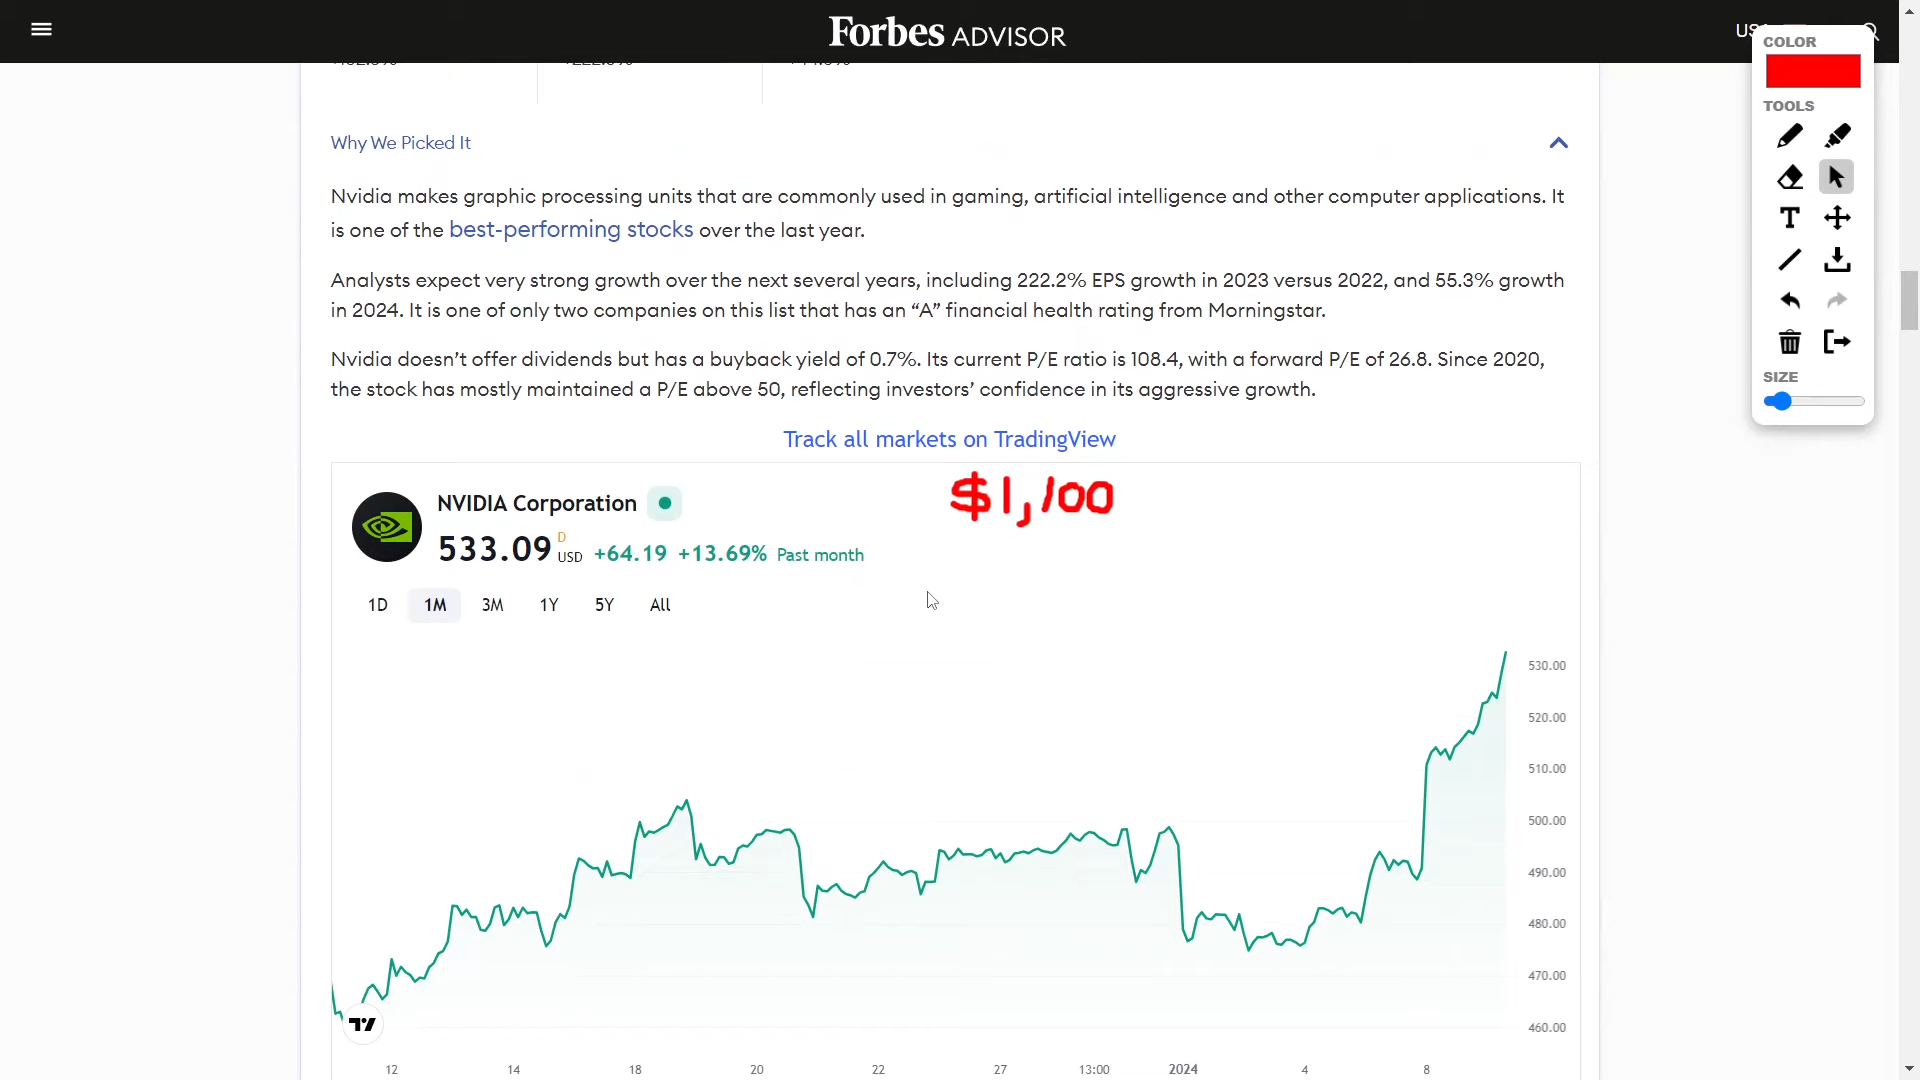 Forbes ADVISOR
COLOR
TOOLS
Why We Picked It
Nvidia makes graphic processing units that are commonly used in gaming, artificial intelligence and other computer applications. It
is one of the best-performing stocks over the last year.
Analysts expect very strong growth over the next several years, including 222.2% EPS growth in 2023 versus 2022, and 55.3% growth
in 2024. It is one of only two companies on this list that has an “A” financial health rating from Morningstar.
Nvidia doesn’t offer dividends but has a buyback yield of 0.7%. Its current P/E ratio is 108.4, with a forward P/E of 26.8. Since 2020,
the stock has mostly maintained a P/E above 50, reflecting investors’ confidence in its aggressive growth.
SIZE
Track all markets on TradingView
$1,100
NVIDIA Corporation
533.09 D USD +64.19 +13.69% Past month
1D 1M 3M 1Y 5Y All
530.00
520.00
510.00
500.00
490.00
480.00
470.00
460.00
12 14 18 20 22 27 13:00 2024 4 8